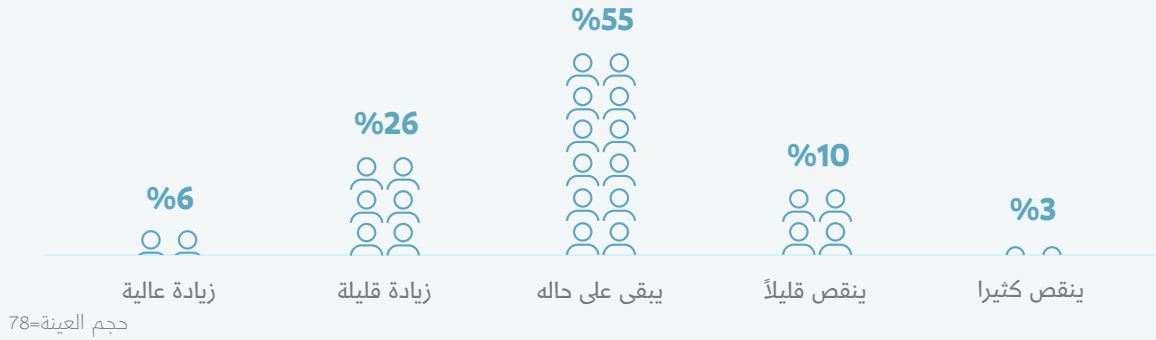 %55
%26
%10
%6
%3
ينقص كثيرا
ينقص قليلاً
يبقى على حاله
زيادة قليلة
زيادة عالية
حجم العينة=78